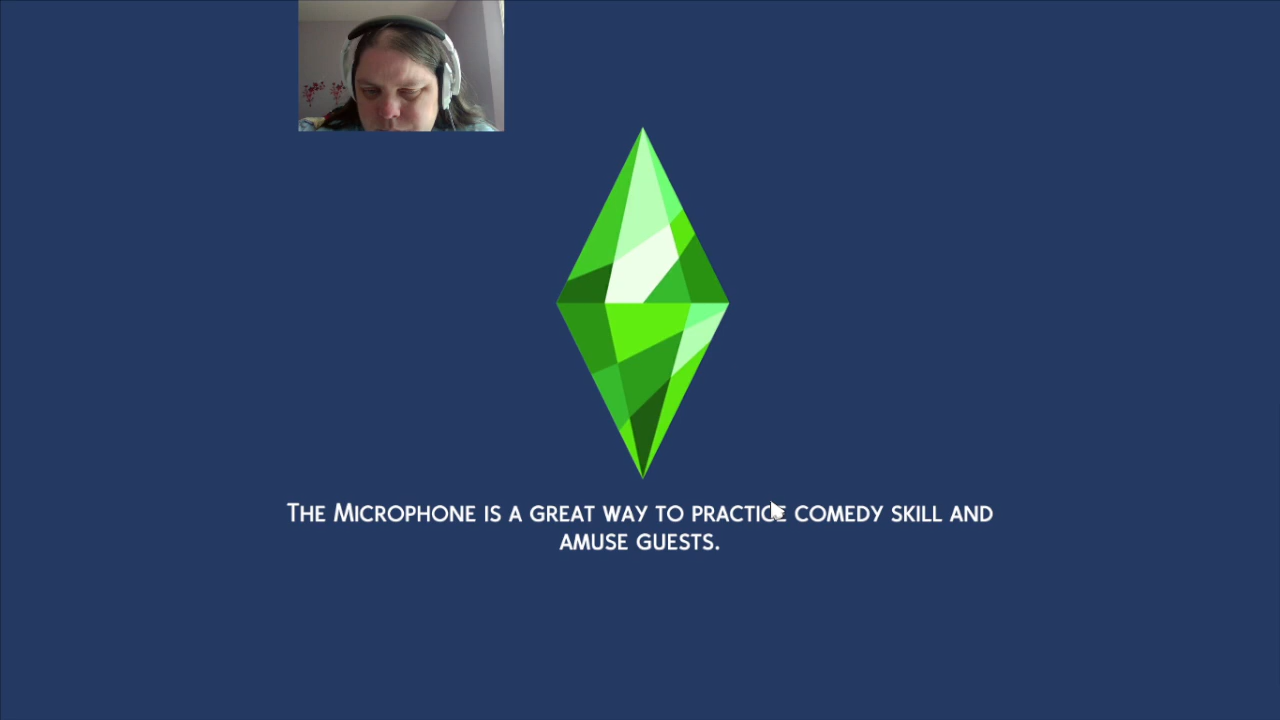 The Microphone is a great way to practice comedy skill and
amuse guests.